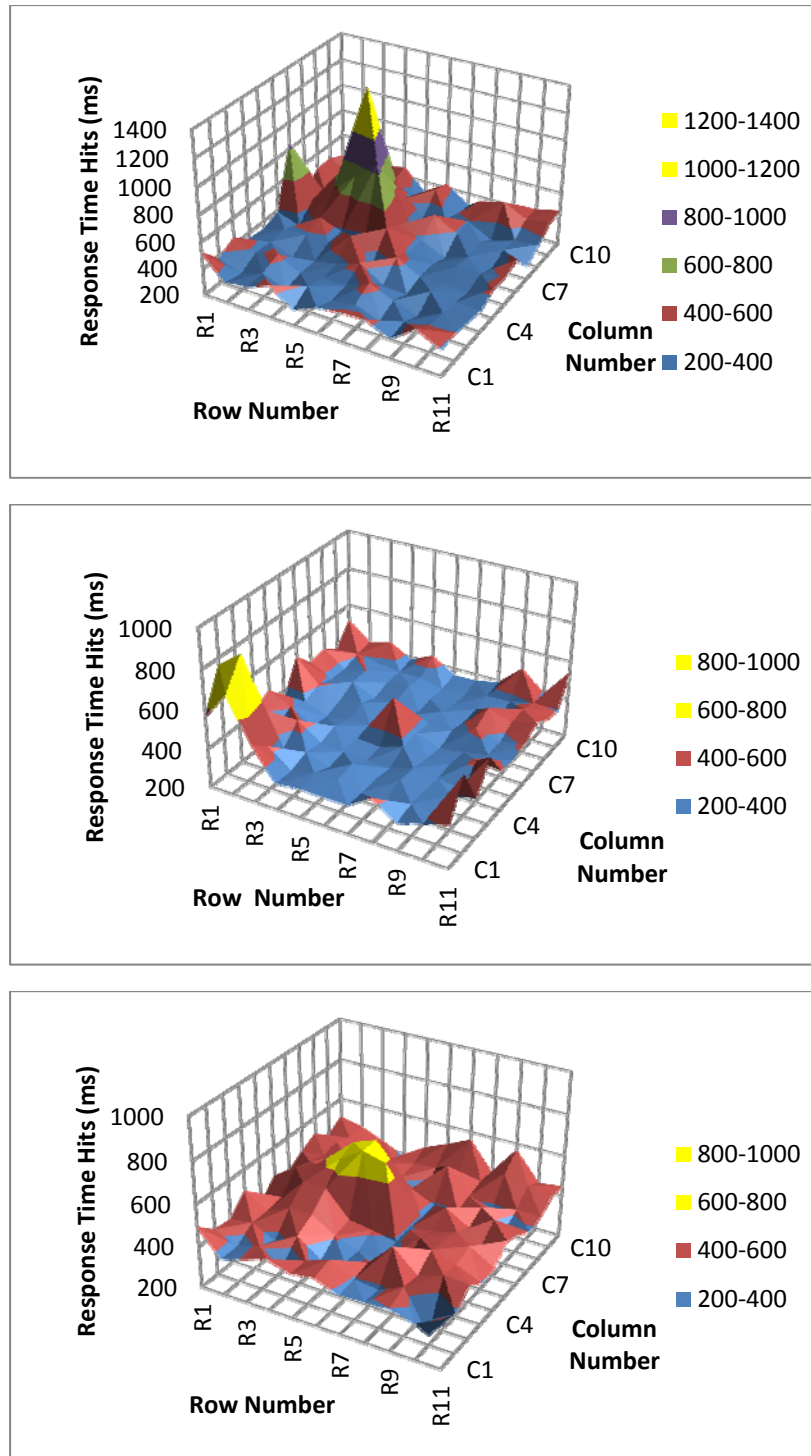 Response Time Hits (ms)
1400
1200
1000
800
600
400
200
R1
R3
R5
R7
R9
R11
Row Number
C1
C4
C7
C10
Column
Number
1200-1400
1000-1200
800-1000
600-800
400-600
200-400
Response Time Hits (ms)
1000
800
600
400
200
R1
R3
R5
R7
R9
R11
Row  Number
C1
C4
C7
C10
Column
Number
800-1000
600-800
400-600
200-400
Response Time Hits (ms)
1000
800
600
400
200
R1
R3
R5
R7
R9
R11
Row Number
C1
C4
C7
C10
Column
Number
800-1000
600-800
400-600
200-400